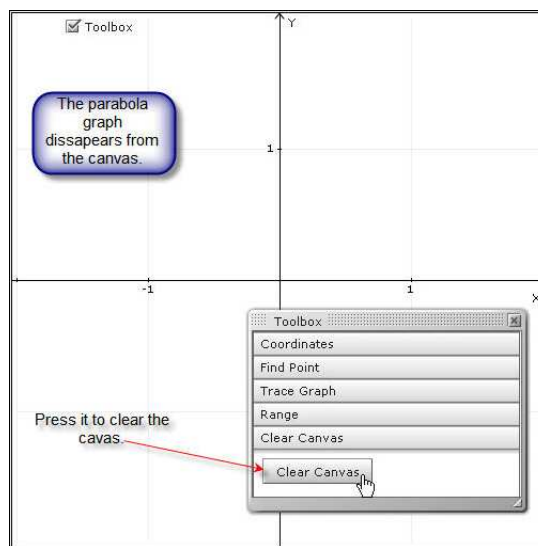 Toolbox
Y
The parabola
graph
dissapears from
the canvas.
1
-1
1
X
Toolbox
Coordinates
Find Point
Trace Graph
Range
Clear Canvas
Press it to clear the
cavas.
Clear Canvas